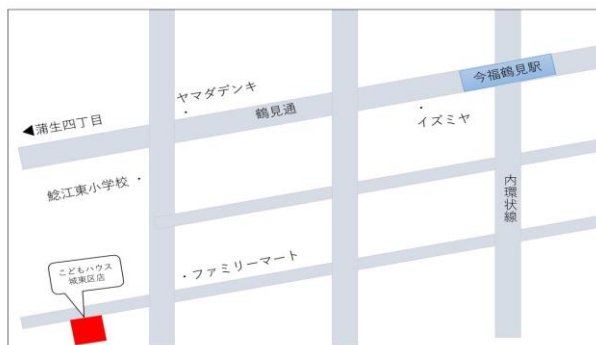 今福鶴見駅
ヤマダデンキ
鶴見通
イズミヤ
◀蒲生四丁目
鯰江東小学校
内環状線
ファミリーマート
こどもハウス
城東区店